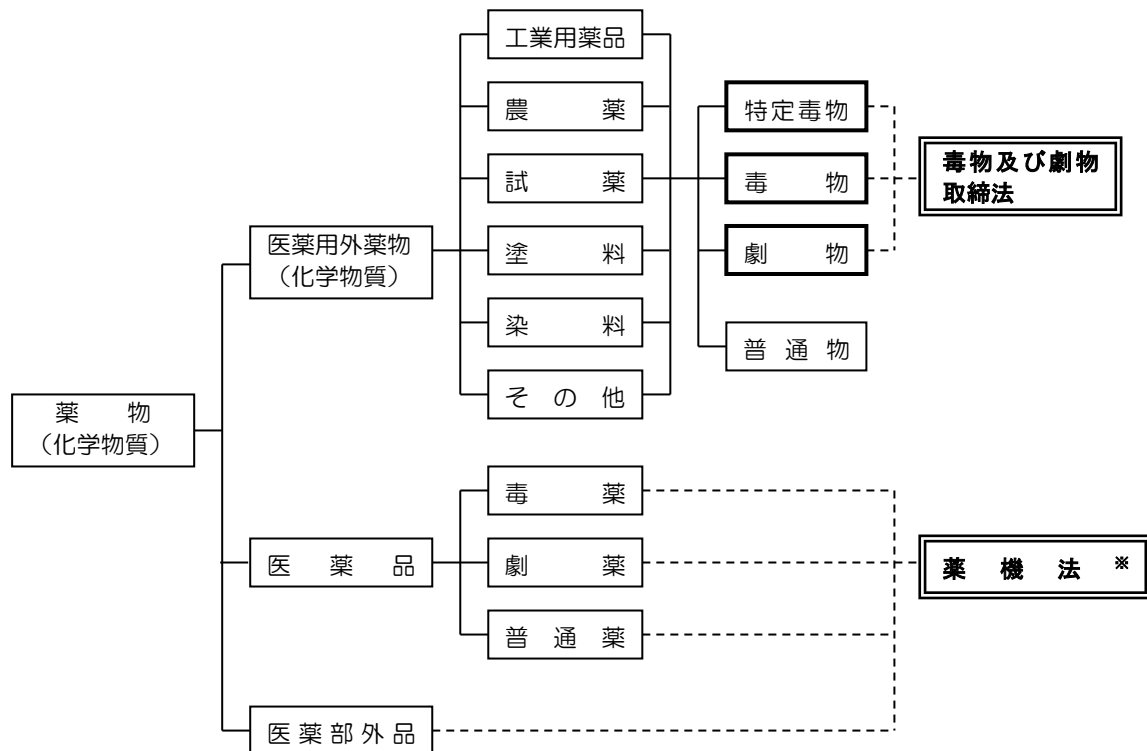 工業用薬品
農薬
試薬
塗料
染料
その他
特定毒物
毒物
劇物
普通物
毒物及び劇物
取締法
医薬用外薬物
（化学物質）
薬物
（化学物質）
医薬品
毒薬
劇薬
普通薬
薬機法※
医薬部外品